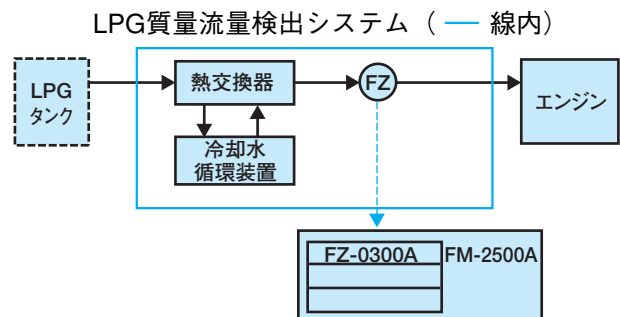 LPG質量流量検出システム（ — 線内）
LPG
タンク
熱交換器
FZ
エンジン
冷却水
循環装置
FZ-0300A
FM-2500A